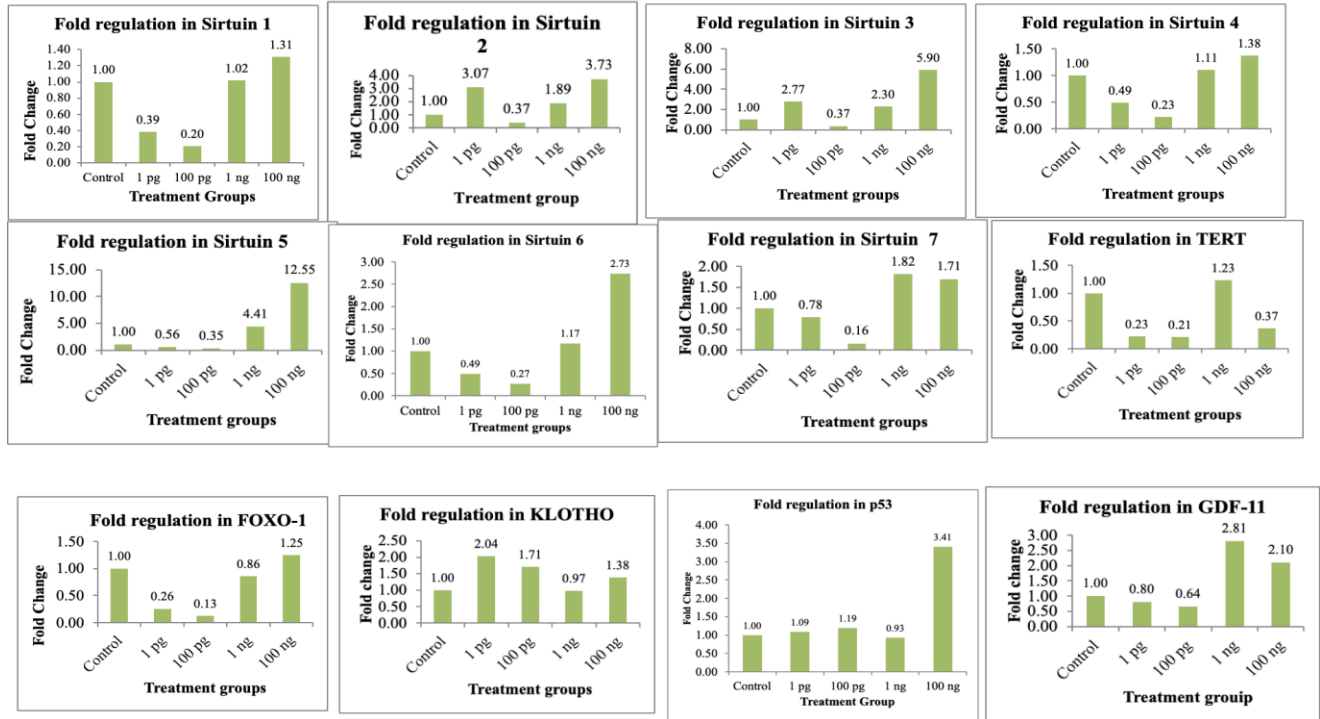 Fold regulation in Sirtuin 1
Fold Change
1.40
1.20
1.00
0.80
0.60
0.40
0.20
0.00
1.00
0.39
0.20
1.02
1.31
Control 1 pg 100 pg 1 ng 100 ng
Treatment Groups
Fold regulation in Sirtuin
2
Fold Change
4.00
3.00
2.00
1.00
0.00
1.00
3.07
0.37
1.89
3.73
Control 1 pg 100 pg 1 ng 100 ng
Treatment group
Fold regulation in Sirtuin 3
Fold Change
8.00
6.00
4.00
2.00
0.00
1.00
2.77
0.37
2.30
5.90
Control 1 pg 100 pg 1 ng 100 ng
Treatment groups
Fold regulation in Sirtuin 4
Fold Change
1.50
1.00
0.50
0.00
1.00
0.49
0.23
1.11
1.38
Control 1 pg 100 pg 1 ng 100 ng
Treatment groups
Fold regulation in Sirtuin 5
Fold Change
15.00
10.00
5.00
0.00
1.00
0.56
0.35
4.41
12.55
Control 1 pg 100 pg 1 ng 100 ng
Treatment groups
Fold regulation in Sirtuin 6
Fold Change
3.00
2.50
2.00
1.50
1.00
0.50
0.00
1.00
0.49
0.27
1.17
2.73
Control 1 pg 100 pg 1 ng 100 ng
Treatment groups
Fold regulation in Sirtuin 7
Fold Change
2.00
1.50
1.00
0.50
0.00
1.00
0.78
0.16
1.82
1.71
Control 1 pg 100 pg 1 ng 100 ng
Treatment groups
Fold regulation in TERT
Fold Change
1.50
1.00
0.50
0.00
1.00
0.23
0.21
1.23
0.37
Control 1 pg 100 pg 1 ng 100 ng
Treatment groups
Fold regulation in FOXO-1
Fold Change
1.50
1.00
0.50
0.00
1.00
0.26
0.13
0.86
1.25
Control 1 pg 100 pg 1 ng 100 ng
Treatment groups
Fold regulation in KLOTHO
Fold change
2.50
2.00
1.50
1.00
0.50
0.00
1.00
2.04
1.71
0.97
1.38
Control 1 pg 100 pg 1 ng 100 ng
Treatment groups
Fold regulation in p53
Fold Change
4.00
3.50
3.00
2.50
2.00
1.50
1.00
0.50
0.00
1.00
1.09
1.19
0.93
3.41
Control 1 pg 100 pg 1 ng 100 ng
Treatment Group
Fold regulation in GDF-11
Fold change
3.00
2.50
2.00
1.50
1.00
0.50
0.00
1.00
0.80
0.64
2.81
2.10
Control 1 pg 100 pg 1 ng 100 ng
Treatment grouip